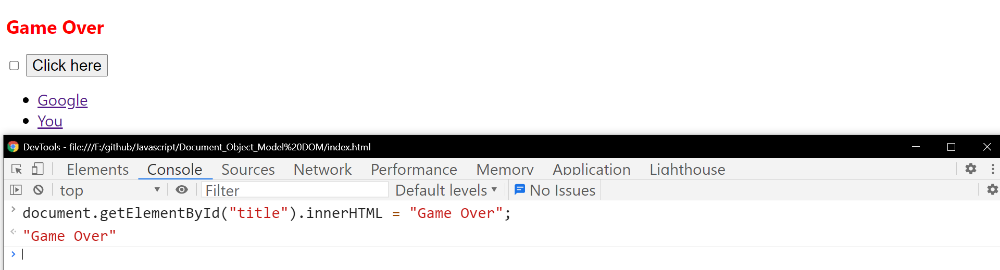 Game Over
Click here
Google
You
DevTools - file:///F:/github/Javascript/Document_Object_Model%20DOM/index.html
Elements Console Sources Network Performance Memory Application Lighthouse
top Filter Default levels No Issues
document.getElementById("title").innerHTML = "Game Over";
"Game Over"